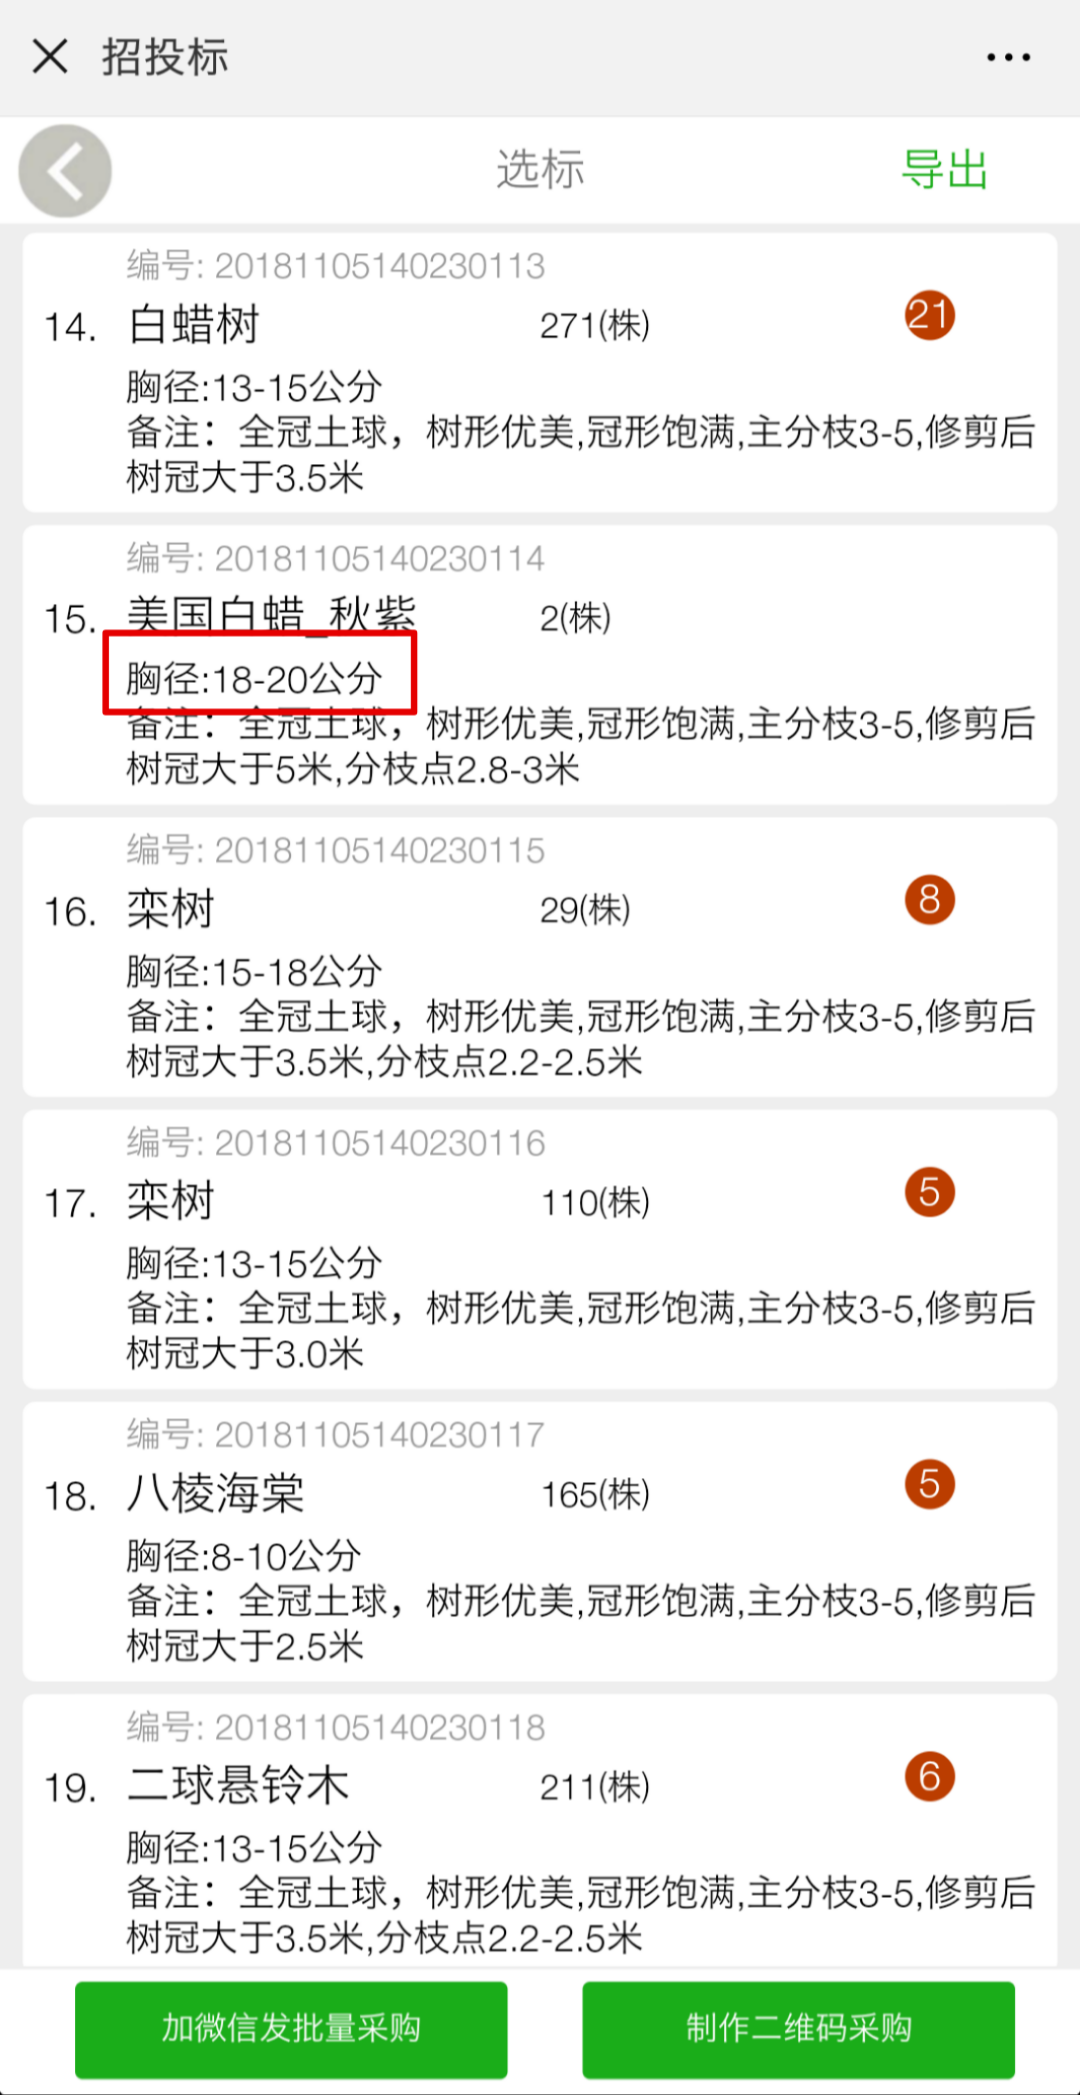 招投标
选标
导出
编号: 20181105140230113
14. 白蜡树 271(株) 21
胸径:13-15公分
备注：全冠土球，树形优美,冠形饱满,主分枝3-5,修剪后
树冠大于3.5米
编号: 20181105140230114
15. 美国白蜡_秋紫 2(株)
胸径:18-20公分
备注：全冠土球，树形优美,冠形饱满,主分枝3-5,修剪后
树冠大于5米,分枝点2.8-3米
编号: 20181105140230115
16. 栾树 29(株) 8
胸径:15-18公分
备注：全冠土球，树形优美,冠形饱满,主分枝3-5,修剪后
树冠大于3.5米,分枝点2.2-2.5米
编号: 20181105140230116
17. 栾树 110(株) 5
胸径:13-15公分
备注：全冠土球，树形优美,冠形饱满,主分枝3-5,修剪后
树冠大于3.0米
编号: 20181105140230117
18. 八棱海棠 165(株) 5
胸径:8-10公分
备注：全冠土球，树形优美,冠形饱满,主分枝3-5,修剪后
树冠大于2.5米
编号: 20181105140230118
19. 二球悬铃木 211(株) 6
胸径:13-15公分
备注：全冠土球，树形优美,冠形饱满,主分枝3-5,修剪后
树冠大于3.5米,分枝点2.2-2.5米
加微信发批量采购
制作二维码采购